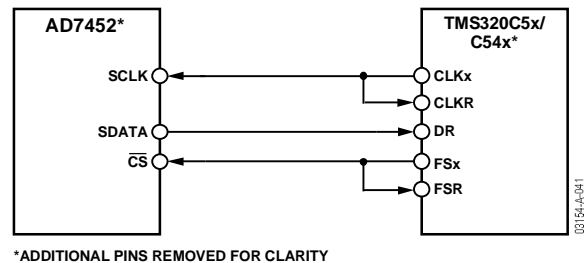 AD7452*
TMS320C5x/
C54x*
SCLK
CLKx
CLKR
SDATA
DR
CS
FSx
FSR
03154-A-041
*ADDITIONAL PINS REMOVED FOR CLARITY